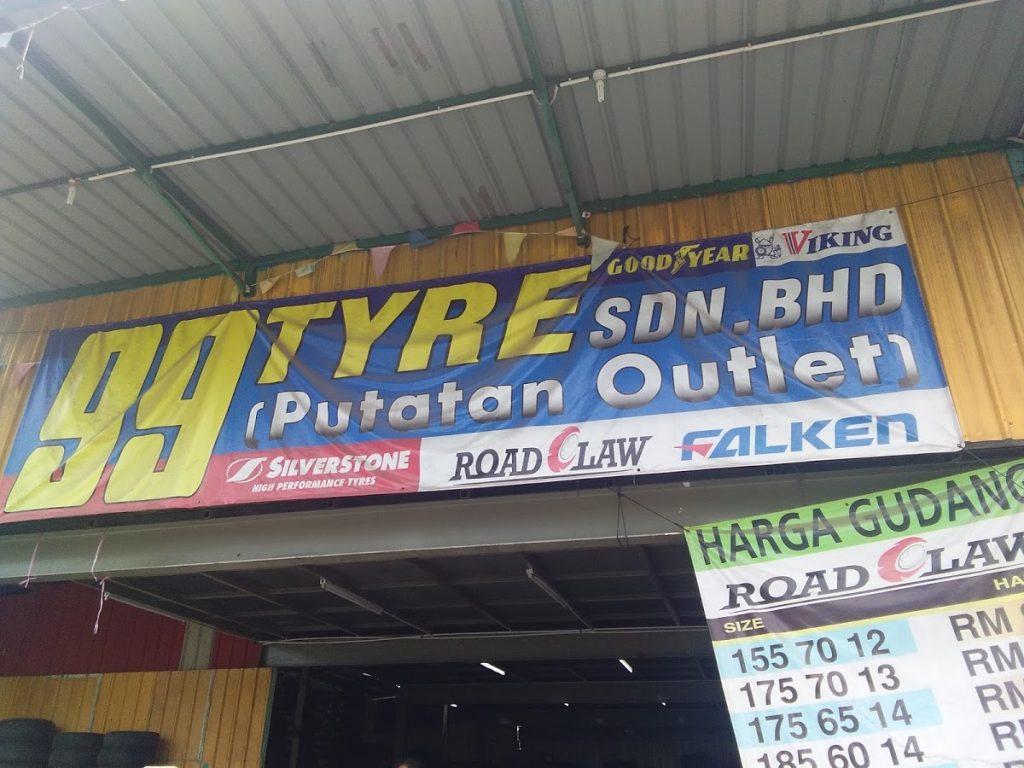 GOODYEAR
VIKING
99 TYRE SDN. BHD
(Putatan Outlet)
SILVERSTONE
HIGH PERFORMANCE TYRES
ROAD CLAW
FALKEN
HARGA GUDANG
ROAD CLAW
SIZE
155 70 12 RM
175 70 13 RM
175 65 14 RM
185 60 14